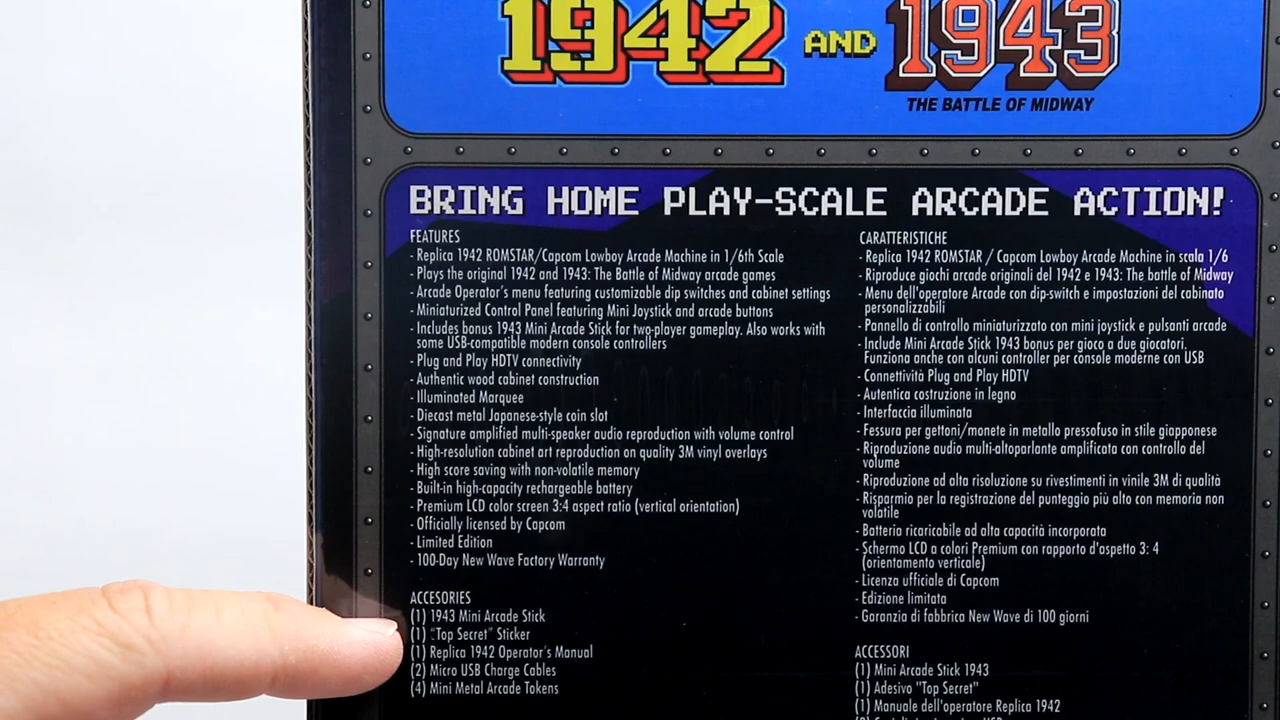 1942 AND 1943
THE BATTLE OF MIDWAY
BRING HOME PLAY-SCALE ARCADE ACTION!
FEATURES
- Replica 1942 ROMSTAR/Capcom Lowboy Arcade Machine in 1/6th Scale
- Plays the original 1942 and 1943: The Battle of Midway arcade games
- Arcade Operator's menu featuring customizable dip switches and cabinet settings
- Miniaturized Control Panel featuring Mini Joystick and arcade buttons
- Includes bonus 1943 Mini Arcade Stick for two-player gameplay. Also works with
some USB-compatible modern console controllers
- Plug and Play HDTV connectivity
- Authentic wood cabinet construction
- Illuminated Marquee
- Diecast metal Japanese-style coin slot
- Signature amplified multi-speaker audio reproduction with volume control
- High-resolution cabinet art reproduction on quality 3M vinyl overlays
- High score saving with non-volatile memory
- Built-in high-capacity rechargeable battery
- Premium LCD color screen 3:4 aspect ratio (vertical orientation)
- Officially licensed by Capcom
- Limited Edition
- 100-Day New Wave Factory Warranty
ACCESORIES
(1) 1943 Mini Arcade Stick
(1) "Top Secret" Sticker
(1) Replica 1942 Operator's Manual
(2) Micro USB Charge Cables
(4) Mini Metal Arcade Tokens
CARATTERISTICHE
- Replica 1942 ROMSTAR / Capcom Lowboy Arcade Machine in scala 1/6
- Riproduce giochi arcade originali del 1942 e 1943: The battle of Midway
- Menu dell'operatore Arcade con dip-switch e impostazioni del cabinato
personalizzabili
- Pannello di controllo miniaturizzato con mini joystick e pulsanti arcade
- Include Mini Arcade Stick 1943 bonus per gioco a due giocatori.
Funziona anche con alcuni controller per console moderne con USB
- Connettività Plug and Play HDTV
- Autentica costruzione in legno
- Interfaccia illuminata
- Fessura per gettoni/monete in metallo pressofuso in stile giapponese
- Riproduzione audio multi-altoparlante amplificata con controllo del
volume
- Riproduzione ad alta risoluzione su rivestimenti in vinile 3M di qualità
- Risparmio per la registrazione del punteggio più alto con memoria non
volatile
- Batteria ricaricabile ad alta capacità incorporata
- Schermo LCD a colori Premium con rapporto d'aspetto 3: 4
(orientamento verticale)
- Licenza ufficiale di Capcom
- Edizione limitata
- Garanzia di fabbrica New Wave di 100 giorni
ACCESSORI
(1) Mini Arcade Stick 1943
(1) Adesivo "Top Secret"
(1) Manuale dell'operatore Replica 1942